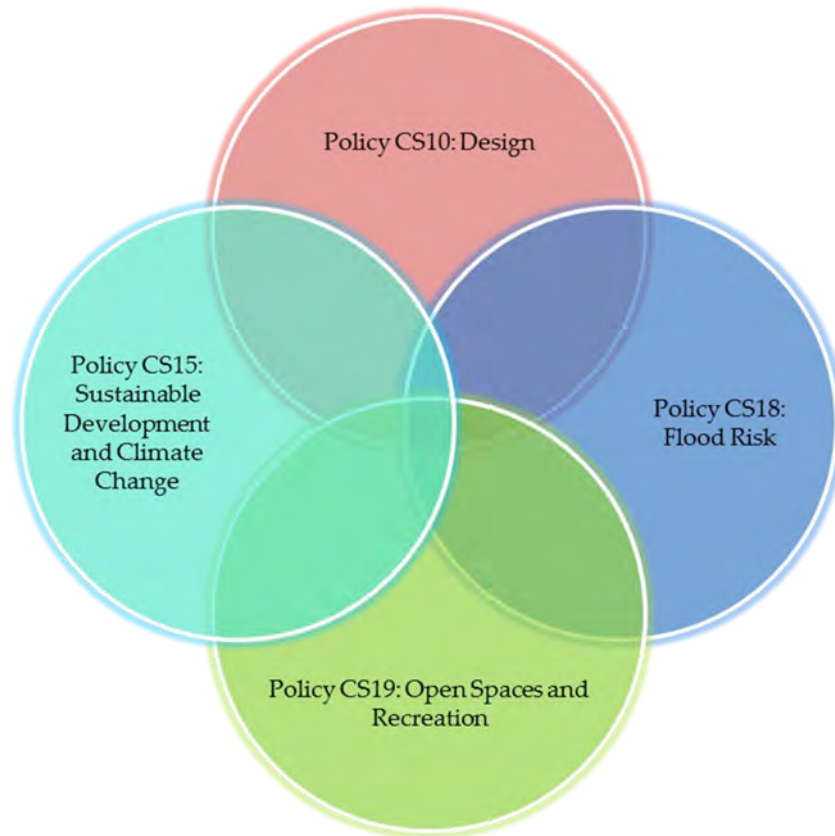 Policy CS10: Design
Policy CS15:
Sustainable
Development
and Climate
Change
Policy CS18:
Flood Risk
Policy CS19: Open Spaces and
Recreation